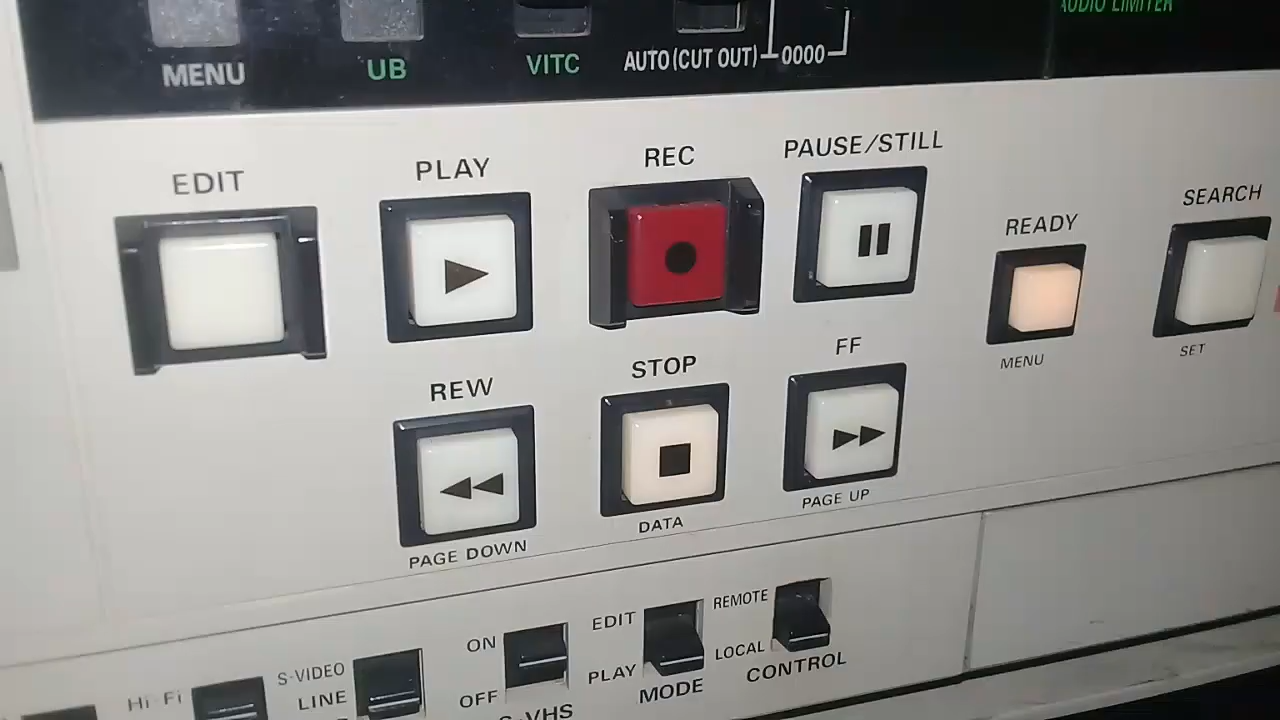 AUDIO LIMITER
MENU
UB
VITC
AUTO (CUT OUT)
0000
EDIT
PLAY
REC
PAUSE/STILL
READY
MENU
SEARCH
SET
REW
PAGE DOWN
STOP
DATA
FF
PAGE UP
Hi-Fi
S-VIDEO
LINE
ON
OFF
S-VHS
EDIT
PLAY
MODE
REMOTE
LOCAL
CONTROL